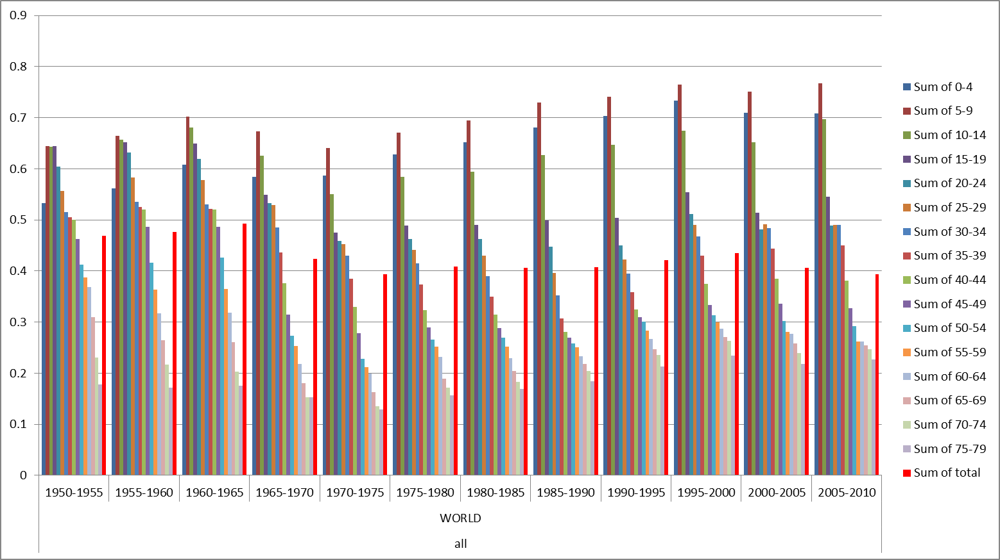 0.9
0.8
0.7
0.6
0.5
0.4
0.3
0.2
0.1
0
1950-1955 1955-1960 1960-1965 1965-1970 1970-1975 1975-1980 1980-1985 1985-1990 1990-1995 1995-2000 2000-2005 2005-2010
WORLD
all
Sum of 0-4
Sum of 5-9
Sum of 10-14
Sum of 15-19
Sum of 20-24
Sum of 25-29
Sum of 30-34
Sum of 35-39
Sum of 40-44
Sum of 45-49
Sum of 50-54
Sum of 55-59
Sum of 60-64
Sum of 65-69
Sum of 70-74
Sum of 75-79
Sum of total